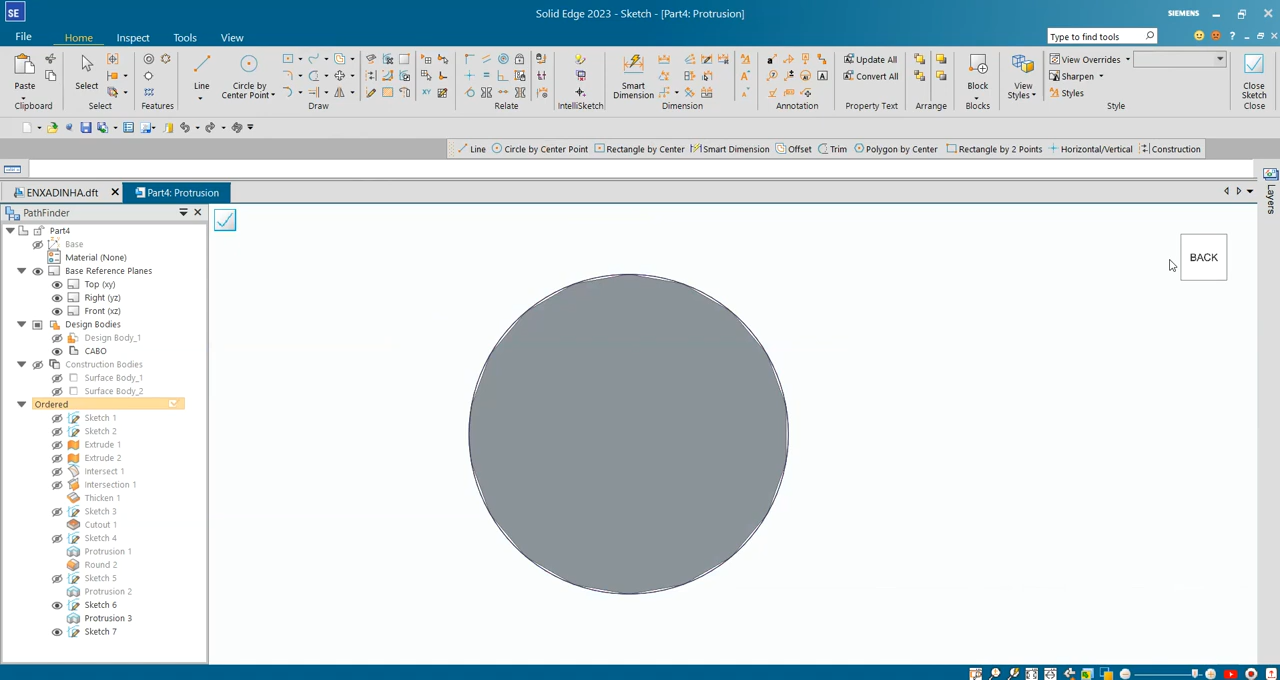 SE
Solid Edge 2023 - Sketch - [Part4: Protrusion]
SIEMENS
File Home Inspect Tools View
Type to find tools
Paste
Clipboard
Select
Select
Features
Line
Circle by Center Point
Draw
Relate
IntelliSketch
Smart Dimension
Dimension
Annotation
Update All
Convert All
Property Text
Arrange
Block
Blocks
View Styles
View Overrides
Sharpen
Styles
Style
Close Sketch
Close
Line Circle by Center Point Rectangle by Center Smart Dimension Offset Trim Polygon by Center Rectangle by 2 Points Horizontal/Vertical Construction
ENXADINHA.dft
Part4: Protrusion
Layers
PathFinder
Part4
Base
Material (None)
Base Reference Planes
Top (xy)
Right (yz)
Front (xz)
Design Bodies
Design Body_1
CABO
Construction Bodies
Surface Body_1
Surface Body_2
Ordered
Sketch 1
Sketch 2
Extrude 1
Extrude 2
Intersect 1
Intersection 1
Thicken 1
Sketch 3
Cutout 1
Sketch 4
Protrusion 1
Round 2
Sketch 5
Protrusion 2
Sketch 6
Protrusion 3
Sketch 7
BACK